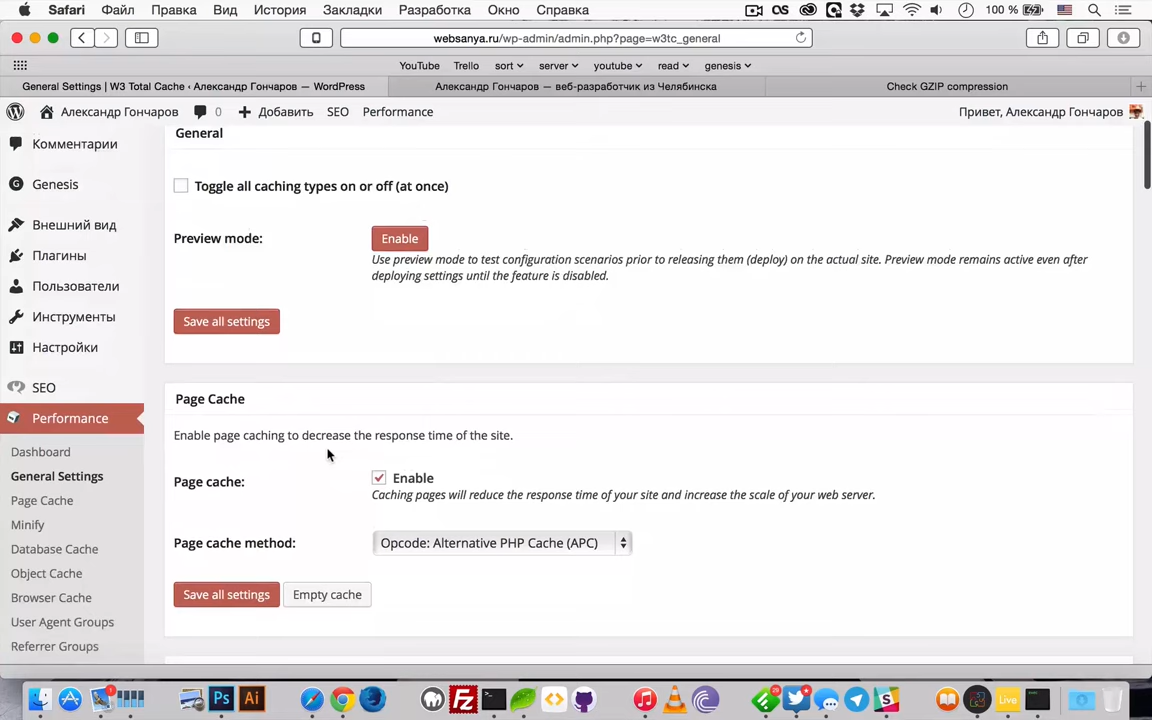 Safari Файл Правка Вид История Закладки Разработка Окно Справка 100 %
websanya.ru/wp-admin/admin.php?page=w3tc_general
YouTube Trello sort server youtube read genesis
General Settings | W3 Total Cache ‹ Александр Гончаров — WordPress
Александр Гончаров — веб-разработчик из Челябинска
Check GZIP compression
Александр Гончаров 0 + Добавить SEO Performance
Привет, Александр Гончаров
Комментарии
Genesis
Внешний вид
Плагины
Пользователи
Инструменты
Настройки
SEO
Performance
Dashboard
General Settings
Page Cache
Minify
Database Cache
Object Cache
Browser Cache
User Agent Groups
Referrer Groups
General
Toggle all caching types on or off (at once)
Preview mode:
Enable
Use preview mode to test configuration scenarios prior to releasing them (deploy) on the actual site. Preview mode remains active even after
deploying settings until the feature is disabled.
Save all settings
Page Cache
Enable page caching to decrease the response time of the site.
Page cache:
Enable
Caching pages will reduce the response time of your site and increase the scale of your web server.
Page cache method:
Opcode: Alternative PHP Cache (APC)
Save all settings
Empty cache
Ps
Ai
Fz
Live